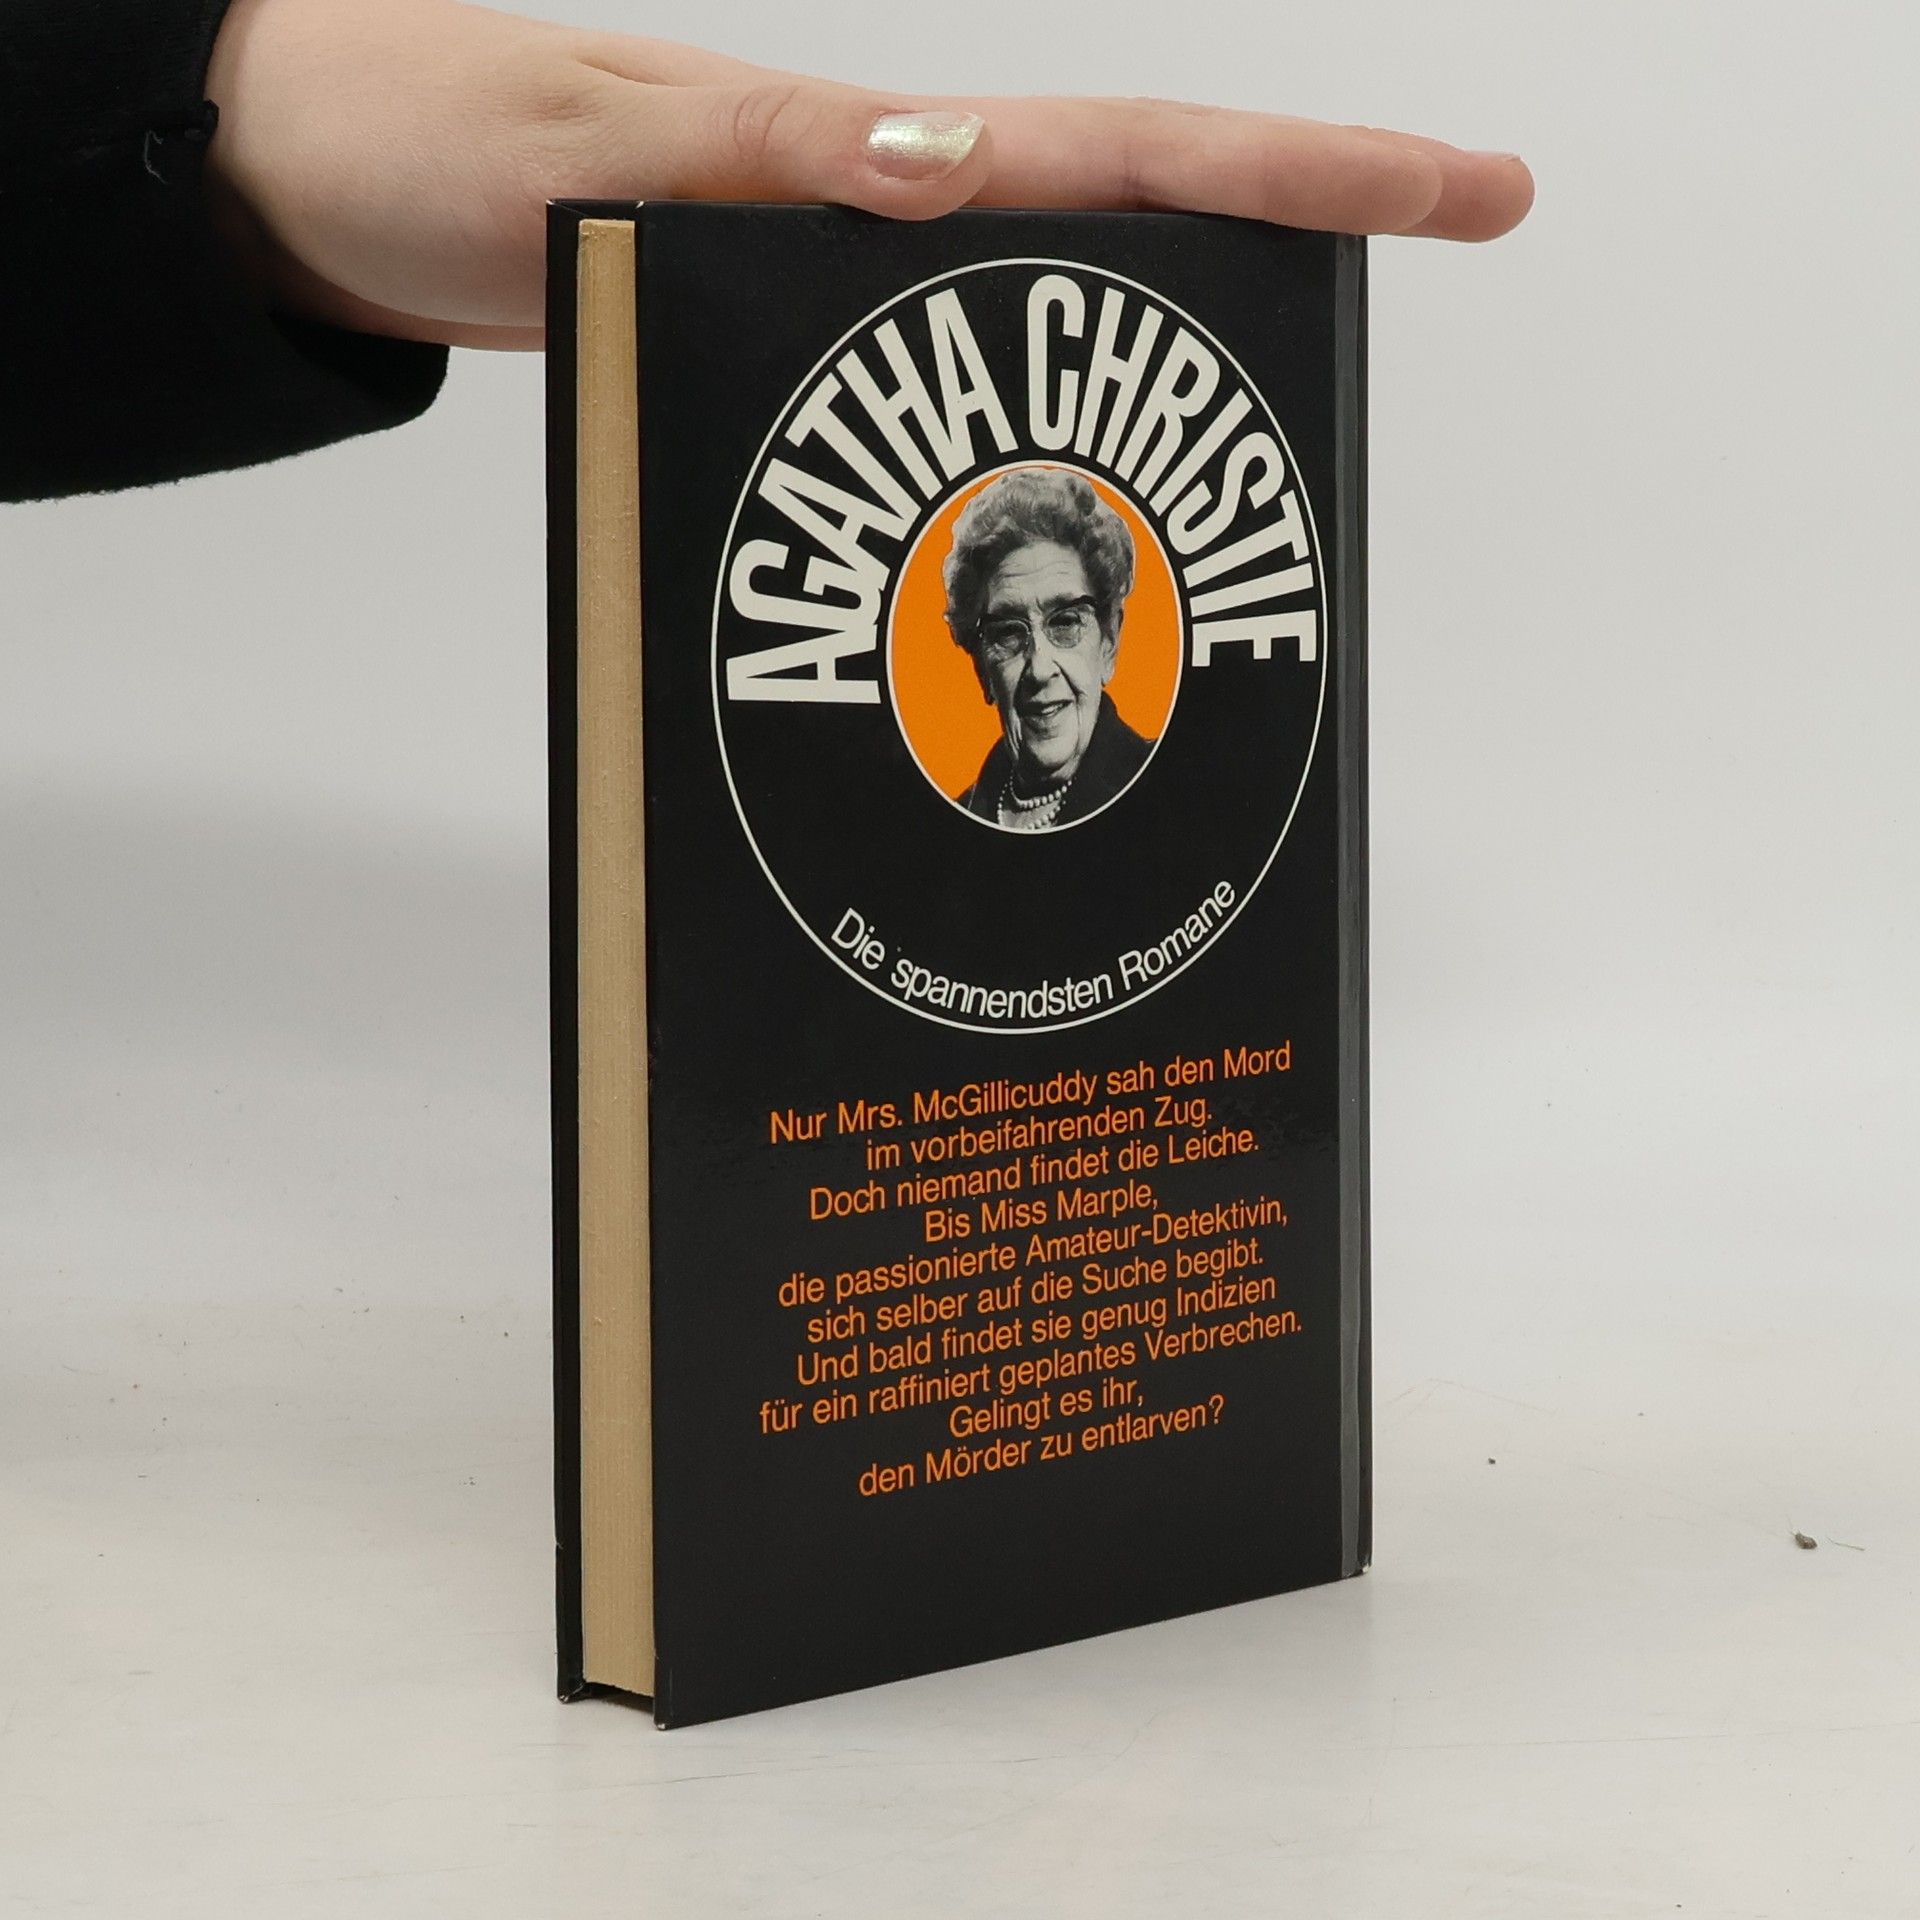 AGATHA CHRISTIE
Die spannendsten Romane
Nur Mrs. McGillicuddy sah den Mord
im vorbeifahrenden Zug.
Doch niemand findet die Leiche.
Bis Miss Marple,
die passionierte Amateur-Detektivin,
sich selber auf die Suche begibt.
Und bald findet sie genug Indizien
für ein raffiniert geplantes Verbrechen.
Gelingt es ihr,
den Mörder zu entlarven?